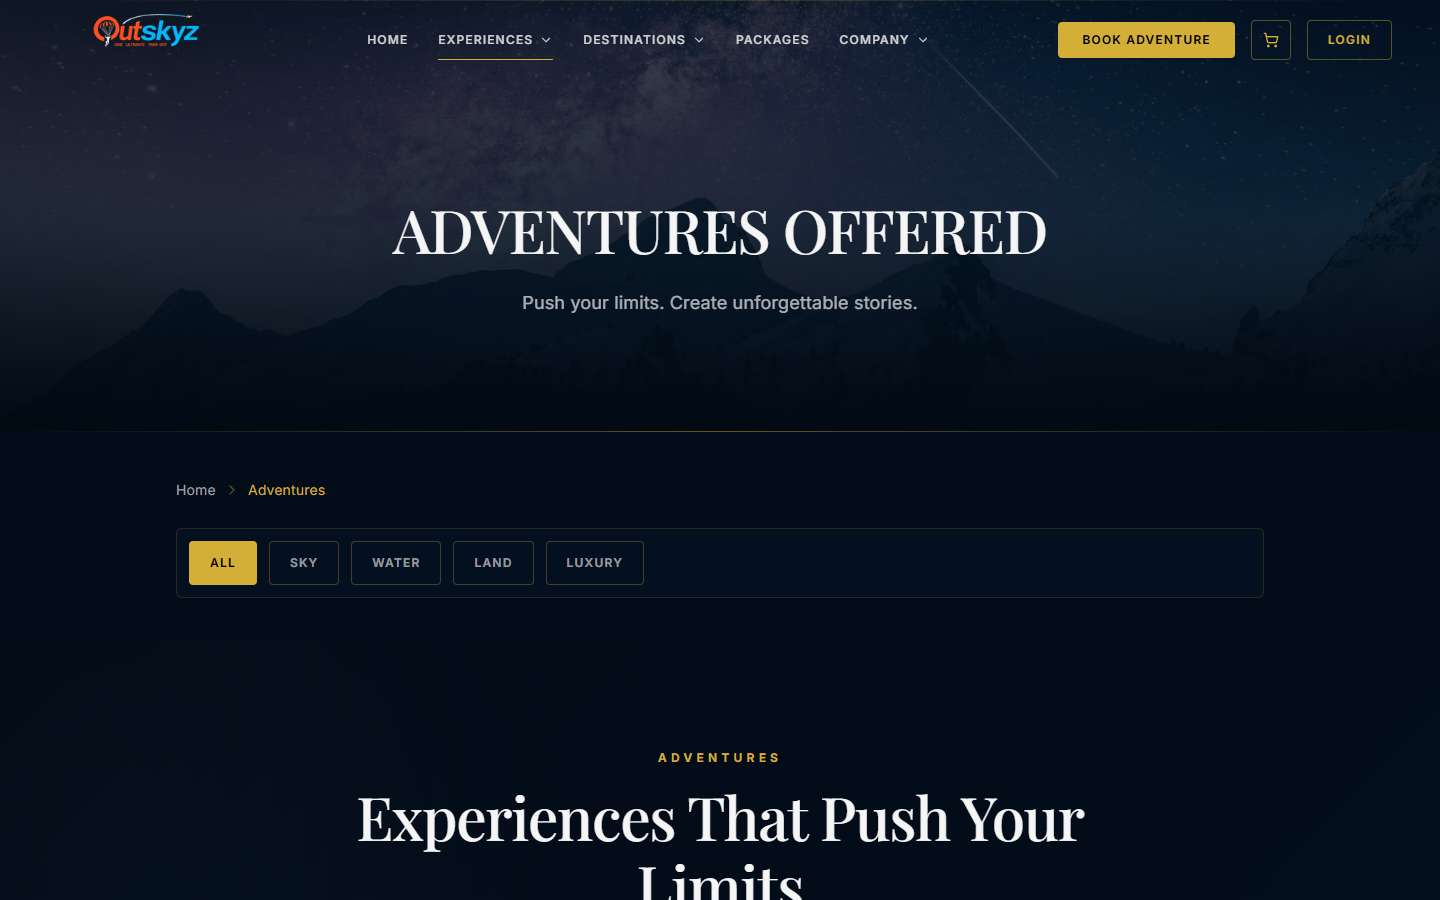 Outskyz
HOME
EXPERIENCES
DESTINATIONS
PACKAGES
COMPANY
BOOK ADVENTURE
LOGIN
ADVENTURES OFFERED
Push your limits. Create unforgettable stories.
Home
Adventures
ALL
SKY
WATER
LAND
LUXURY
ADVENTURES
Experiences That Push Your
Limits